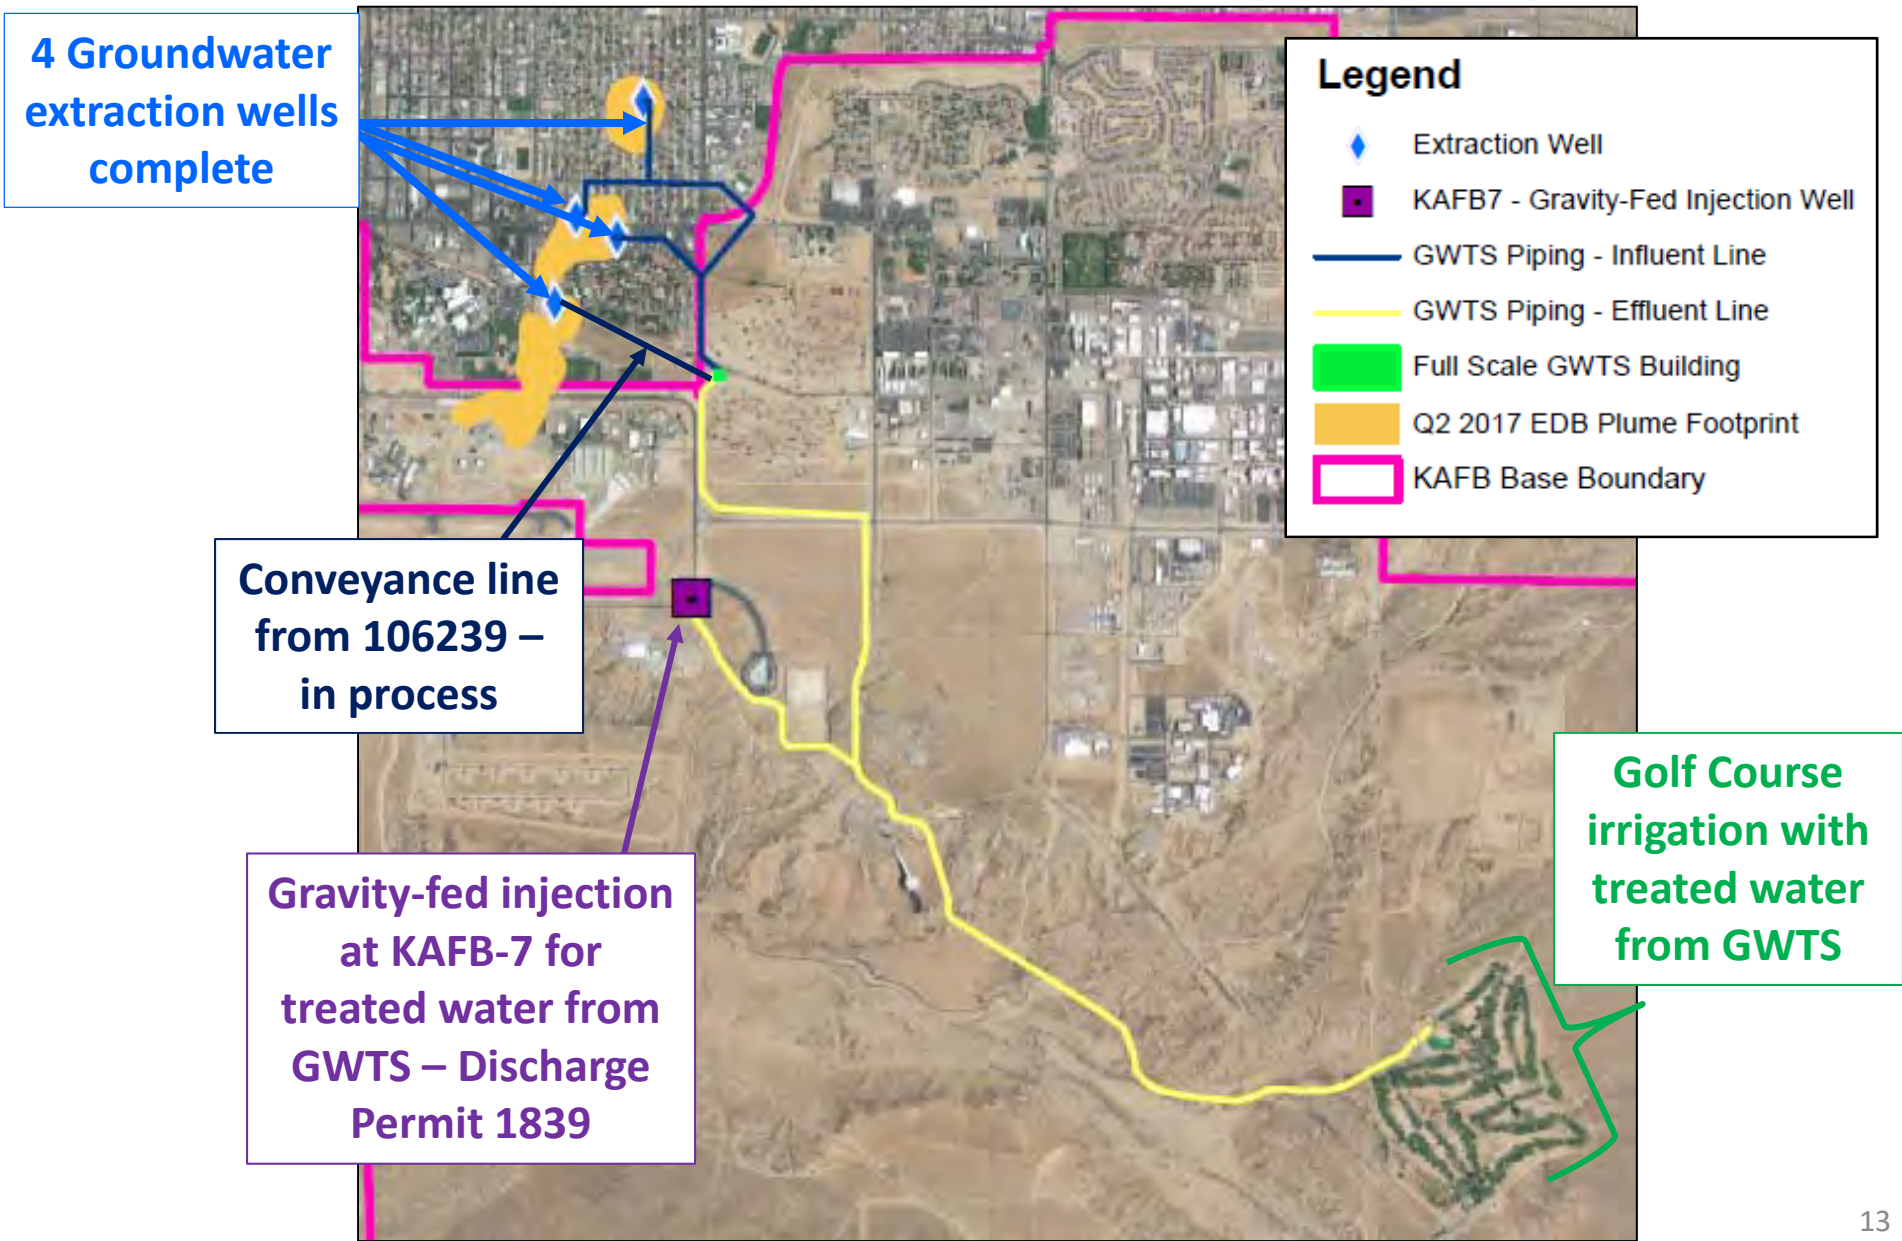 4 Groundwater
extraction wells
complete
Legend
Extraction Well
KAFB7 - Gravity-Fed Injection Well
GWTS Piping - Influent Line
GWTS Piping - Effluent Line
Full Scale GWTS Building
Q2 2017 EDB Plume Footprint
KAFB Base Boundary
Conveyance line
from 106239 –
in process
Gravity-fed injection
at KAFB-7 for
treated water from
GWTS – Discharge
Permit 1839
Golf Course
irrigation with
treated water
from GWTS
13